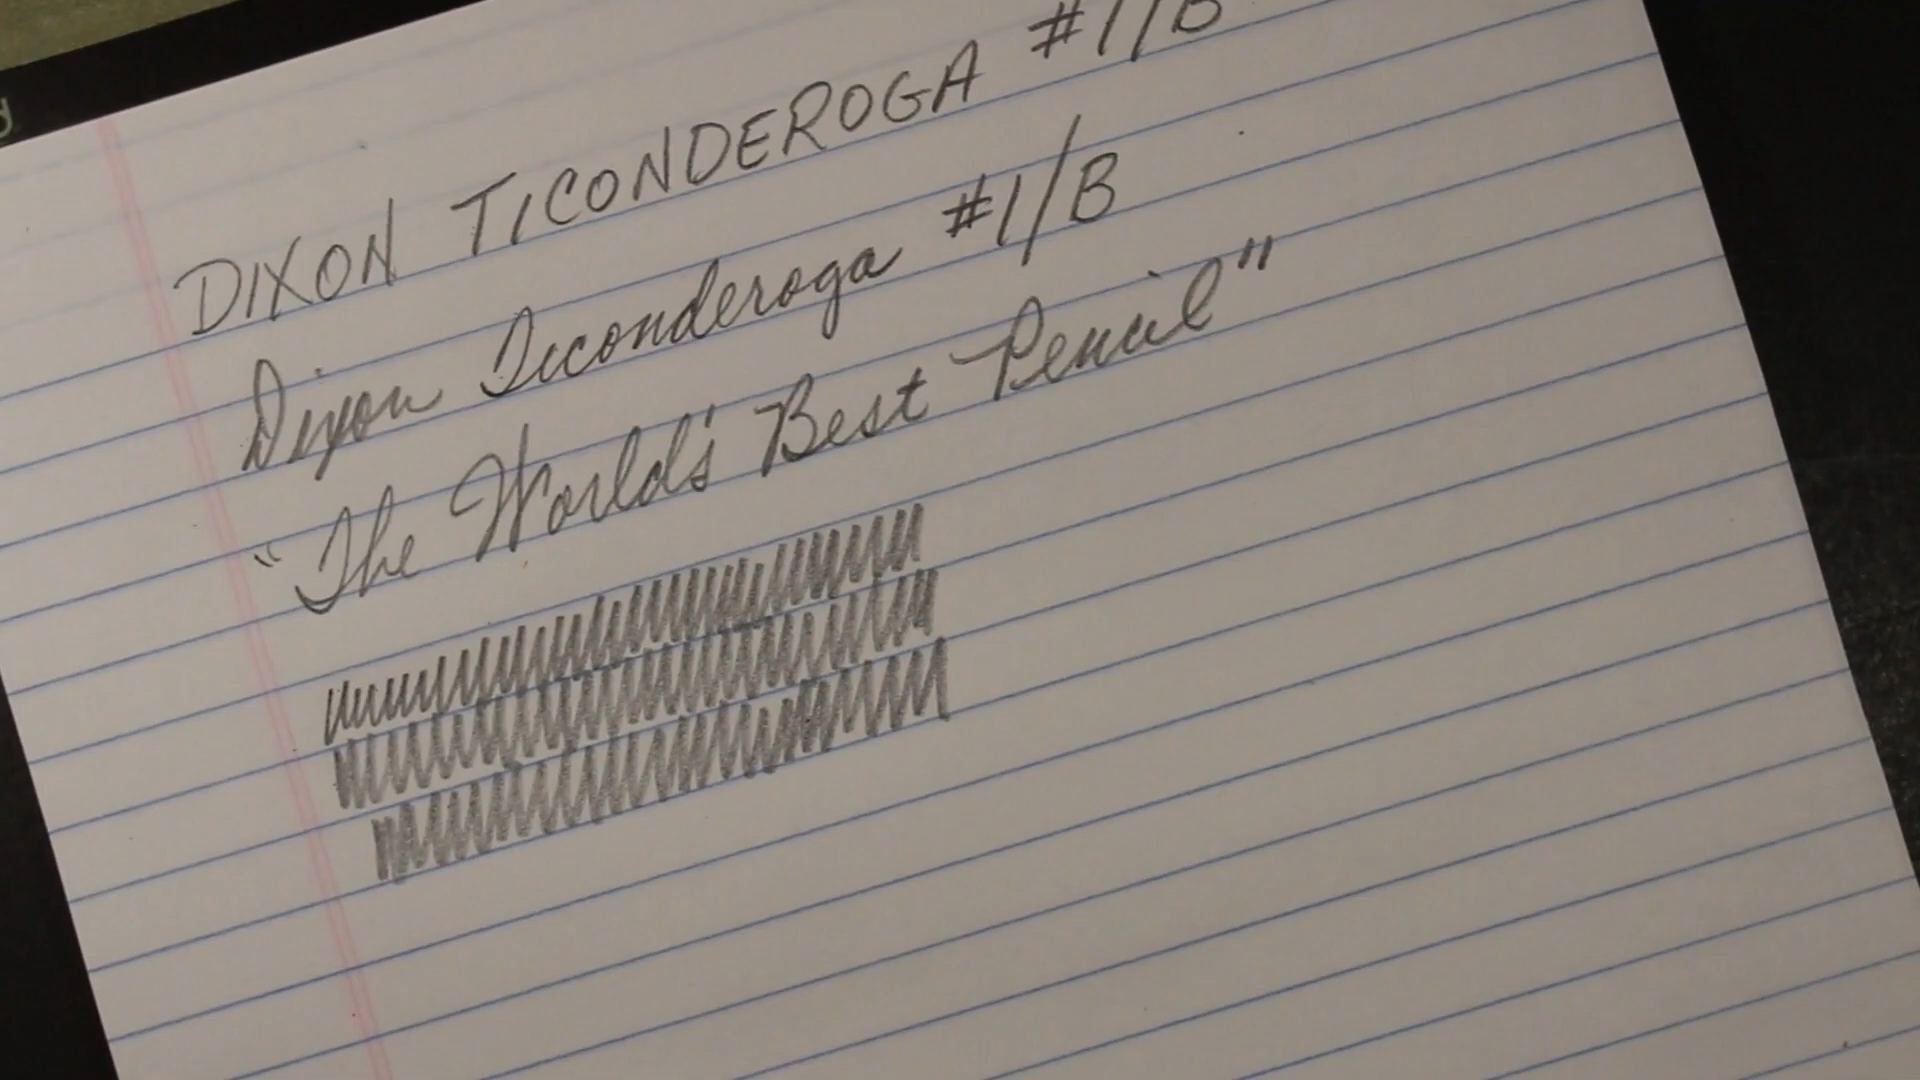 DIXON TICONDEROGA #1/B
Dixon Ticonderoga #1/B
"The World's Best Pencil"